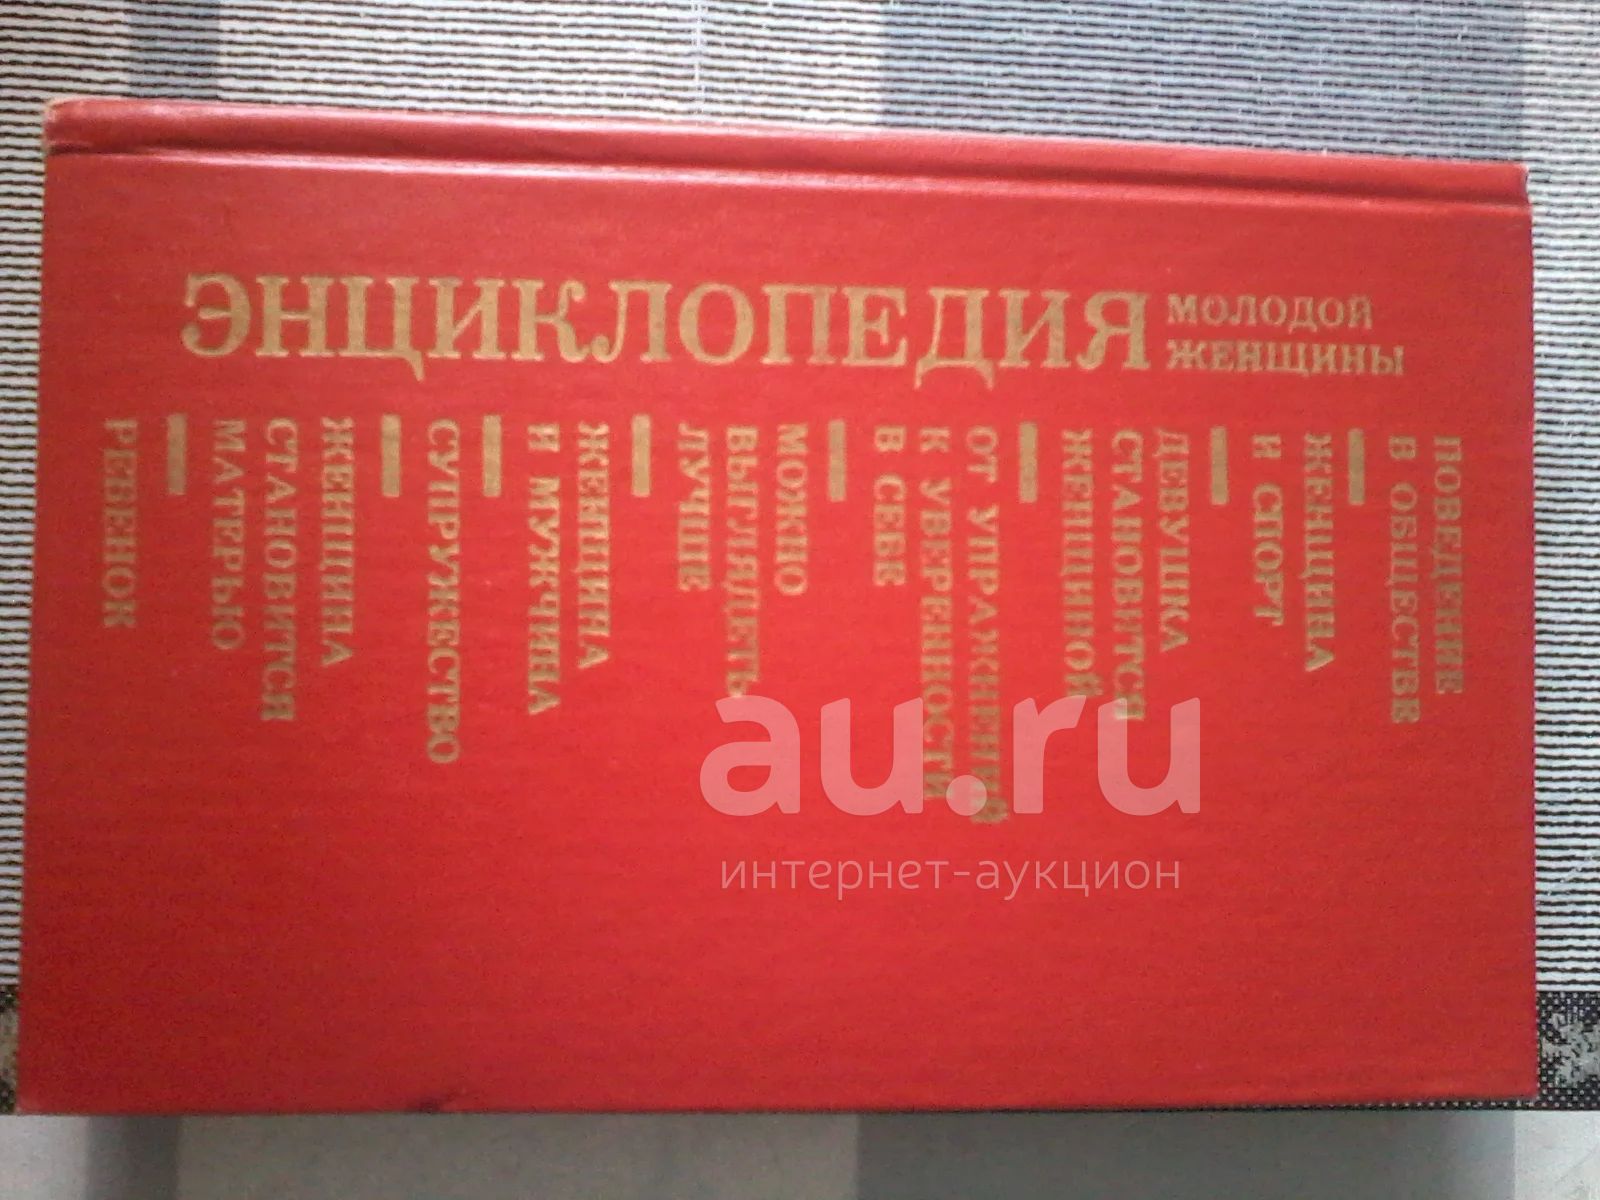 ЭНЦИКЛОПЕДИЯ
МОЛОДОЙ
ЖЕНЩИНЫ
ПОВЕДЕНИЕ
В ОБЩЕСТВЕ
ЖЕНЩИНА
И СПОРТ
ДЕВУШКА
СТАНОВИТСЯ
ЖЕНЩИНОЙ
ОТ УПРАЖНЕНИЙ
К УВЕРЕННОСТИ
В СЕБЕ
МОЖНО
ВЫГЛЯДЕТЬ
ЛУЧШЕ
ЖЕНЩИНА
И МУЖЧИНА
СУПРУЖЕСТВО
ЖЕНЩИНА
СТАНОВИТСЯ
МАТЕРЬЮ
РЕБЕНОК
au.ru
интернет-аукцион